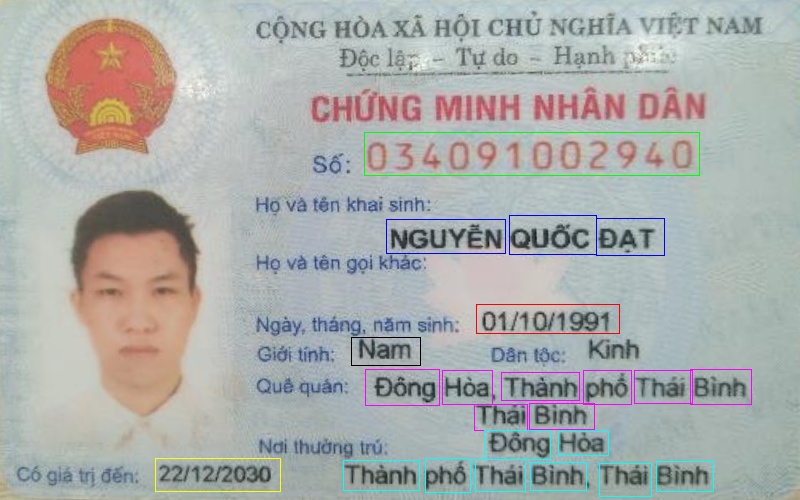 CỘNG HÒA XÃ HỘI CHỦ NGHĨA VIỆT NAM
Độc lập - Tự do - Hạnh phúc
CHỨNG MINH NHÂN DÂN
Số: 034091002940
Họ và tên khai sinh:
NGUYỄN QUỐC ĐẠT
Họ và tên gọi khác:
Ngày, tháng, năm sinh: 01/10/1991
Giới tính: Nam Dân tộc: Kinh
Quê quán: Đông Hòa, Thành phố Thái Bình
Thái Bình
Nơi thường trú: Đông Hòa
Có giá trị đến: 22/12/2030 Thành phố Thái Bình, Thái Bình